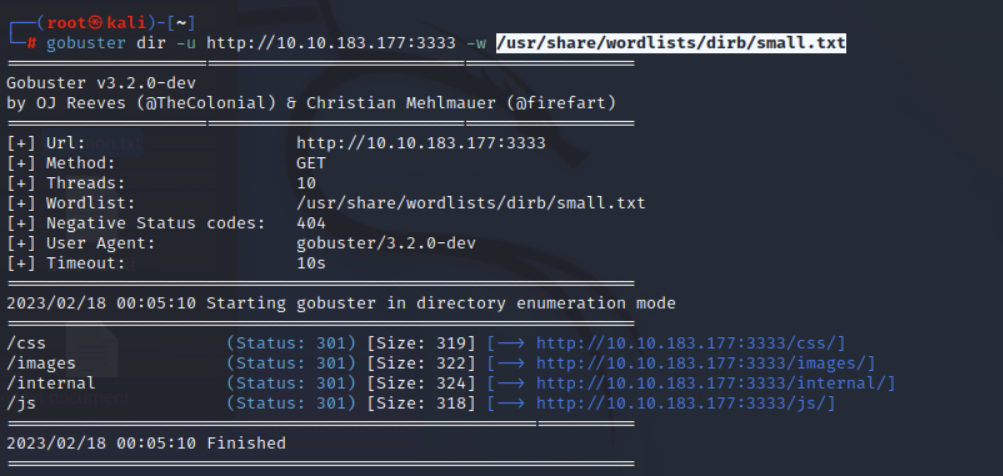 ┌──(root㉿kali)-[~]
└─# gobuster dir -u http://10.10.183.177:3333 -w /usr/share/wordlists/dirb/small.txt
===============================================================
Gobuster v3.2.0-dev
by OJ Reeves (@TheColonial) & Christian Mehlmauer (@firefart)
===============================================================
[+] Url:                     http://10.10.183.177:3333
[+] Method:                  GET
[+] Threads:                 10
[+] Wordlist:                /usr/share/wordlists/dirb/small.txt
[+] Negative Status codes:   404
[+] User Agent:              gobuster/3.2.0-dev
[+] Timeout:                 10s
===============================================================
2023/02/18 00:05:10 Starting gobuster in directory enumeration mode
===============================================================
/css                  (Status: 301) [Size: 319] [--> http://10.10.183.177:3333/css/]
/images               (Status: 301) [Size: 322] [--> http://10.10.183.177:3333/images/]
/internal             (Status: 301) [Size: 324] [--> http://10.10.183.177:3333/internal/]
/js                   (Status: 301) [Size: 318] [--> http://10.10.183.177:3333/js/]
===============================================================
2023/02/18 00:05:10 Finished
===============================================================